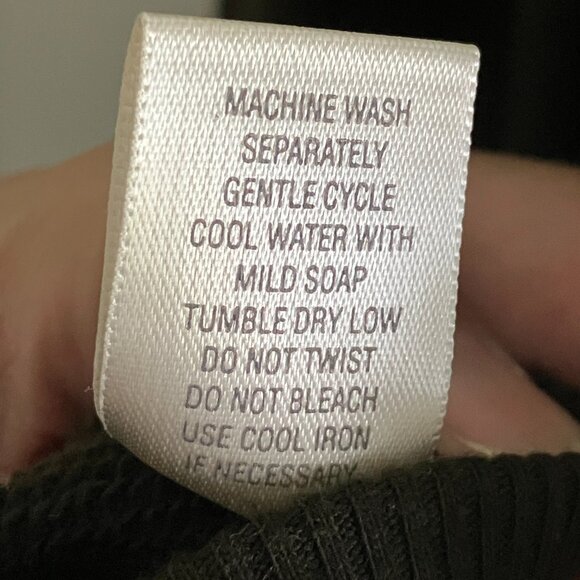 MACHINE WASH
SEPARATELY
GENTLE CYCLE
COOL WATER WITH
MILD SOAP
TUMBLE DRY LOW
DO NOT TWIST
DO NOT BLEACH
USE COOL IRON
IF NECESSARY.